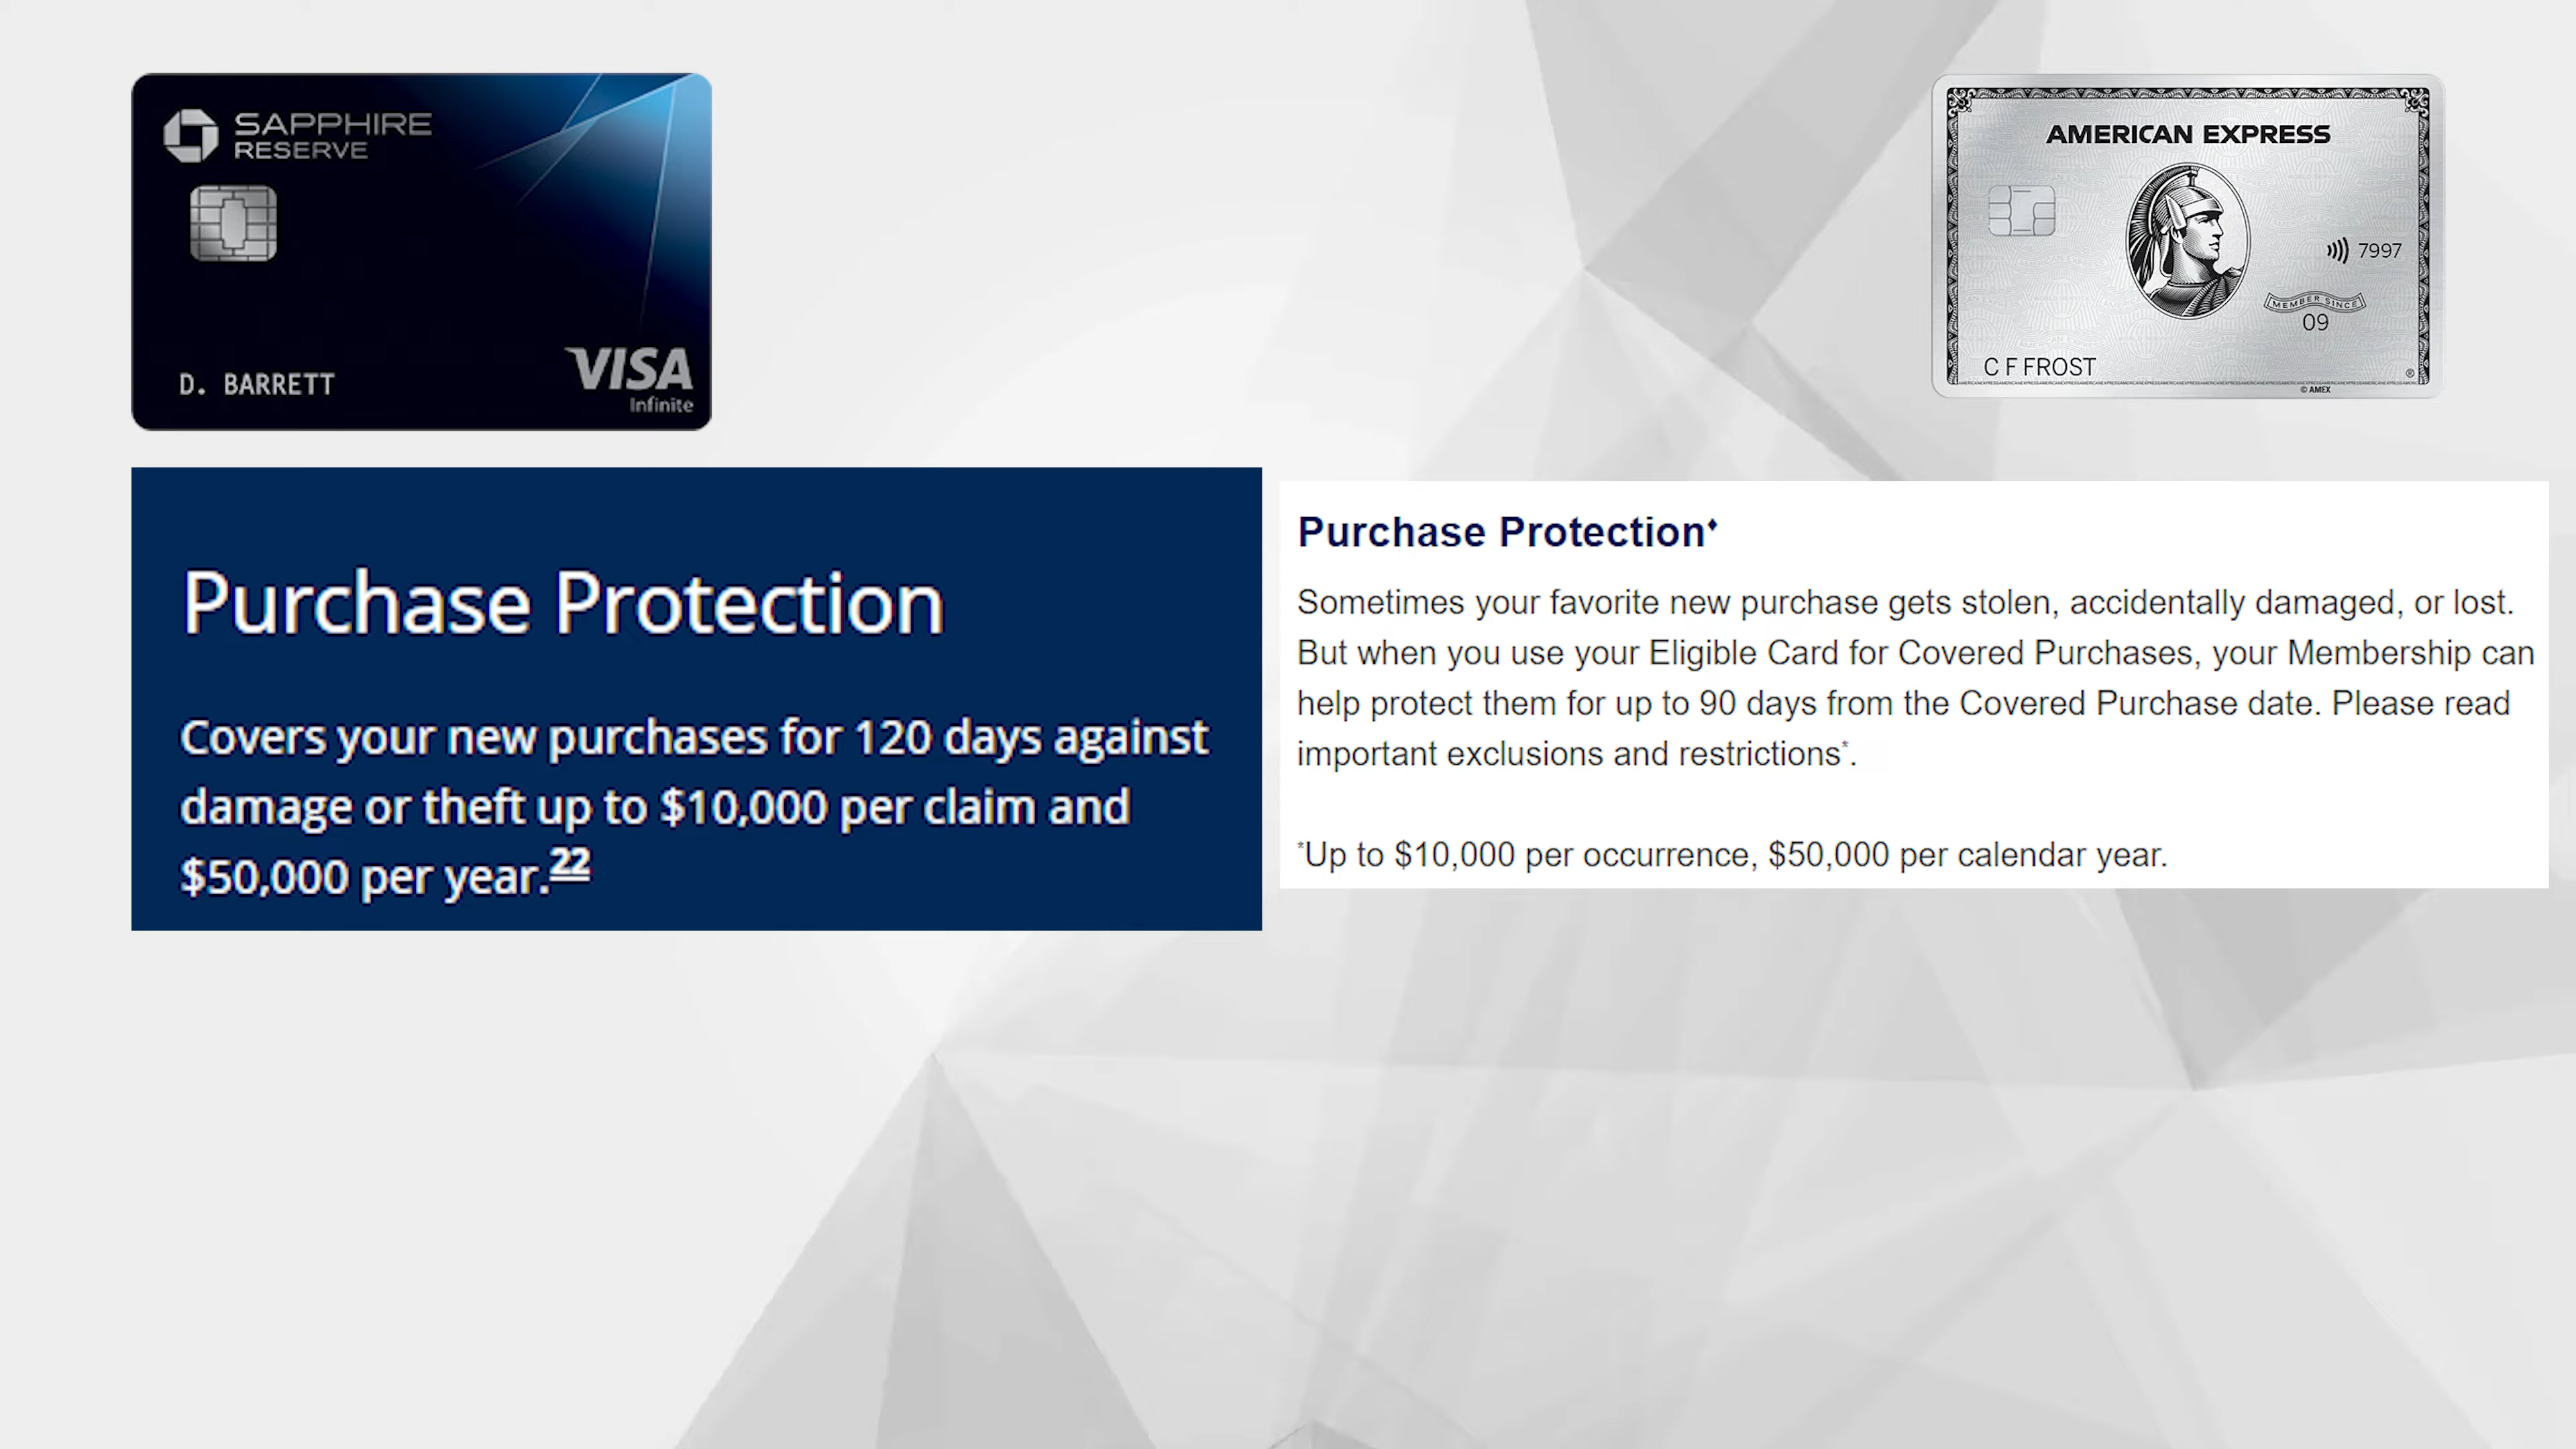 SAPPHIRE
RESERVE
D. BARRETT
VISA
Infinite
AMERICAN EXPRESS
7997
MEMBER SINCE
09
C F FROST
®
© AMEX
Purchase Protection
Covers your new purchases for 120 days against
damage or theft up to $10,000 per claim and
$50,000 per year.22
Purchase Protection♦
Sometimes your favorite new purchase gets stolen, accidentally damaged, or lost.
But when you use your Eligible Card for Covered Purchases, your Membership can
help protect them for up to 90 days from the Covered Purchase date. Please read
important exclusions and restrictions*.
*Up to $10,000 per occurrence, $50,000 per calendar year.